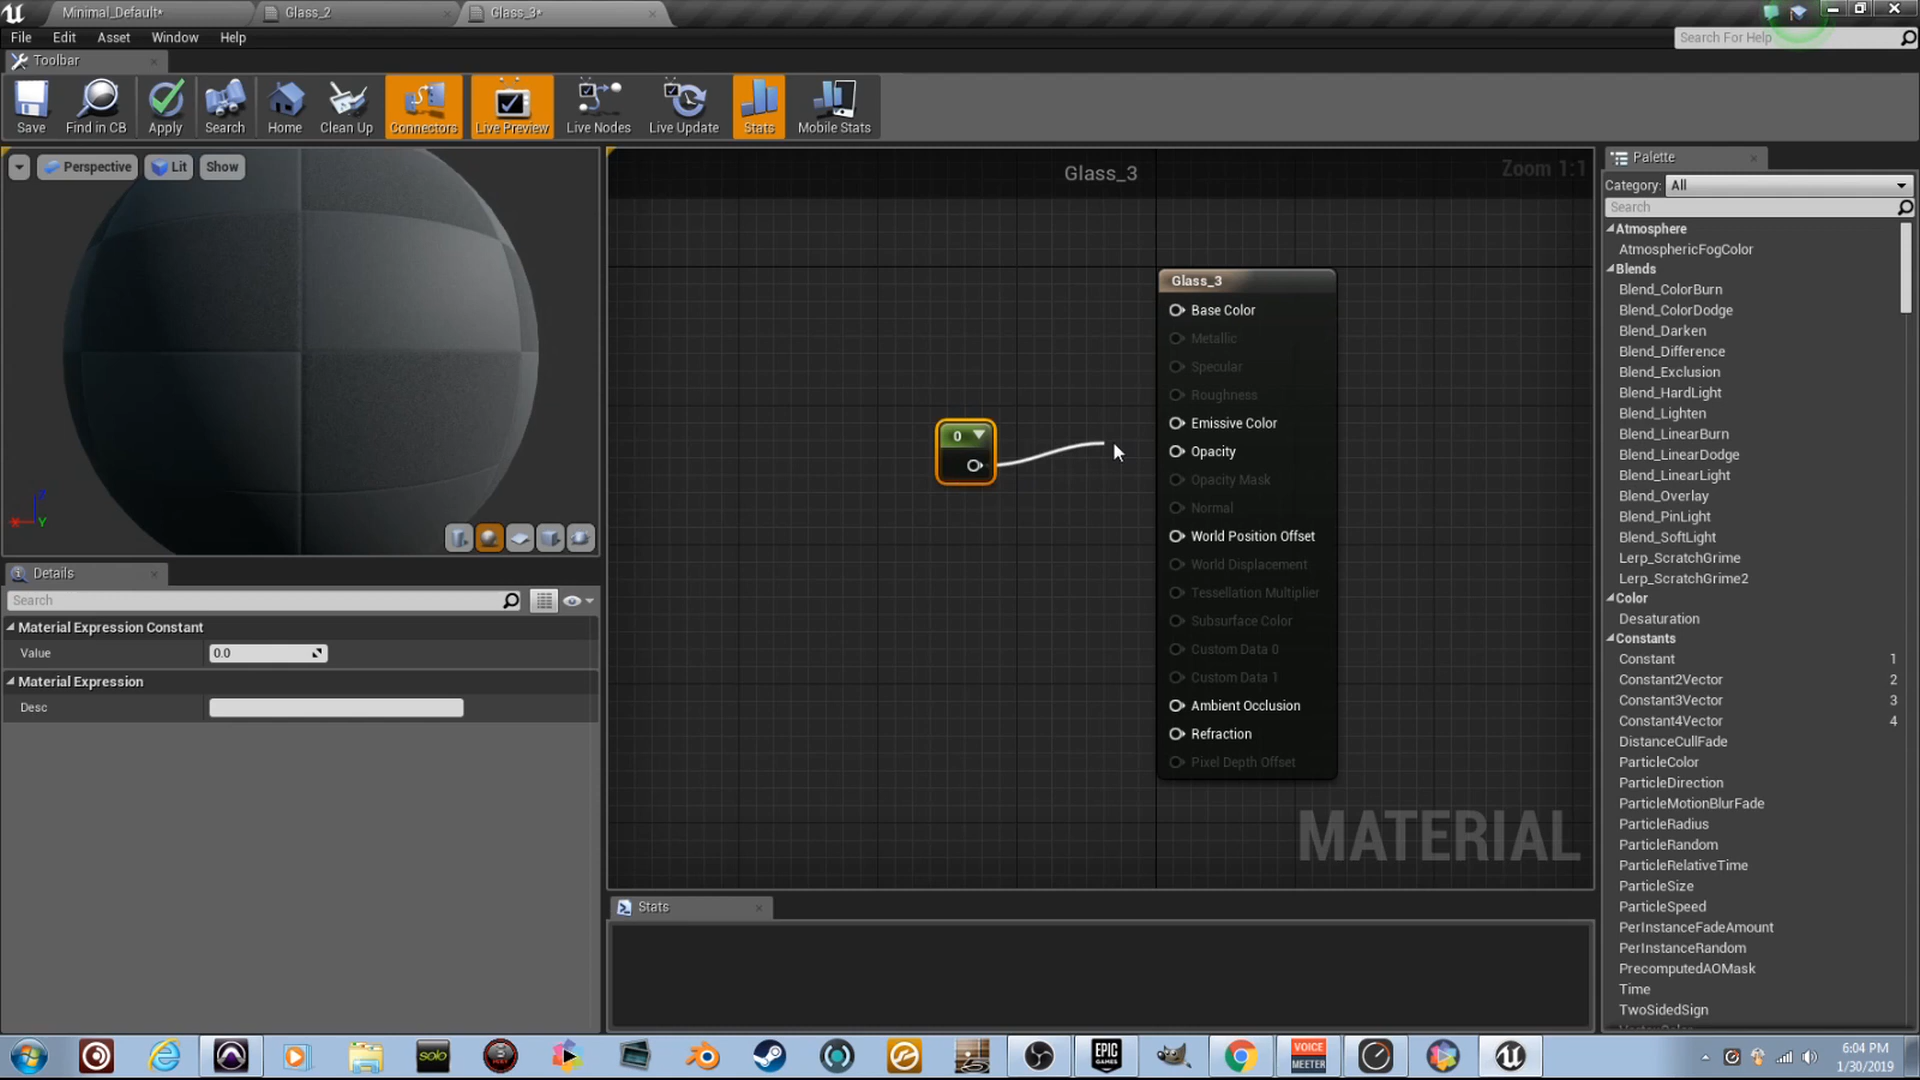 Minimal_Default*
Glass_2
Glass_3*
File Edit Asset Window Help
Search For Help
Toolbar
Save
Find in CB
Apply
Search
Home
Clean Up
Connectors
Live Preview
Live Nodes
Live Update
Stats
Mobile Stats
Perspective
Lit
Show
Z
Y
Details
Search
Material Expression Constant
Value 0.0
Material Expression
Desc
Glass_3
Zoom 1:1
0
Glass_3
Base Color
Metallic
Specular
Roughness
Emissive Color
Opacity
Opacity Mask
Normal
World Position Offset
World Displacement
Tessellation Multiplier
Subsurface Color
Custom Data 0
Custom Data 1
Ambient Occlusion
Refraction
Pixel Depth Offset
MATERIAL
Stats
Palette
Category: All
Search
Atmosphere
AtmosphericFogColor
Blends
Blend_ColorBurn
Blend_ColorDodge
Blend_Darken
Blend_Difference
Blend_Exclusion
Blend_HardLight
Blend_Lighten
Blend_LinearBurn
Blend_LinearDodge
Blend_LinearLight
Blend_Overlay
Blend_PinLight
Blend_SoftLight
Lerp_ScratchGrime
Lerp_ScratchGrime2
Color
Desaturation
Constants
Constant 1
Constant2Vector 2
Constant3Vector 3
Constant4Vector 4
DistanceCullFade
ParticleColor
ParticleDirection
ParticleMotionBlurFade
ParticleRadius
ParticleRandom
ParticleRelativeTime
ParticleSize
ParticleSpeed
PerInstanceFadeAmount
PerInstanceRandom
PrecomputedAOMask
Time
TwoSidedSign
solo
EPIC
GAMES
VOICE
MEETER
6:04 PM
1/30/2019